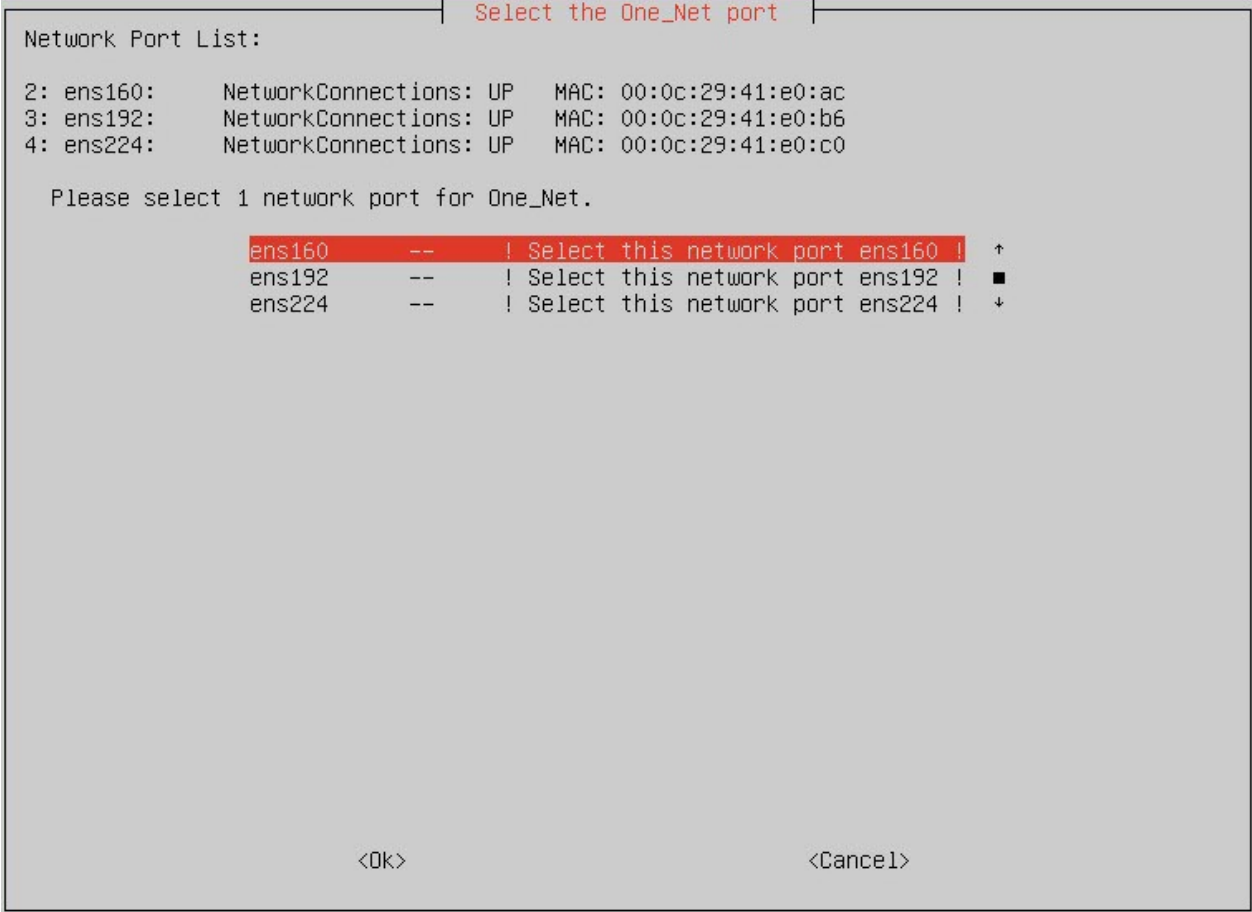 Select the One_Net port
Network Port List:
2: ens160: NetworkConnections: UP MAC: 00:0c:29:41:e0:ac
3: ens192: NetworkConnections: UP MAC: 00:0c:29:41:e0:b6
4: ens224: NetworkConnections: UP MAC: 00:0c:29:41:e0:c0
Please select 1 network port for One_Net.
ens160 -- ! Select this network port ens160 ! ↑
ens192 -- ! Select this network port ens192 ! ■
ens224 -- ! Select this network port ens224 ! ↓
<Ok> <Cancel>